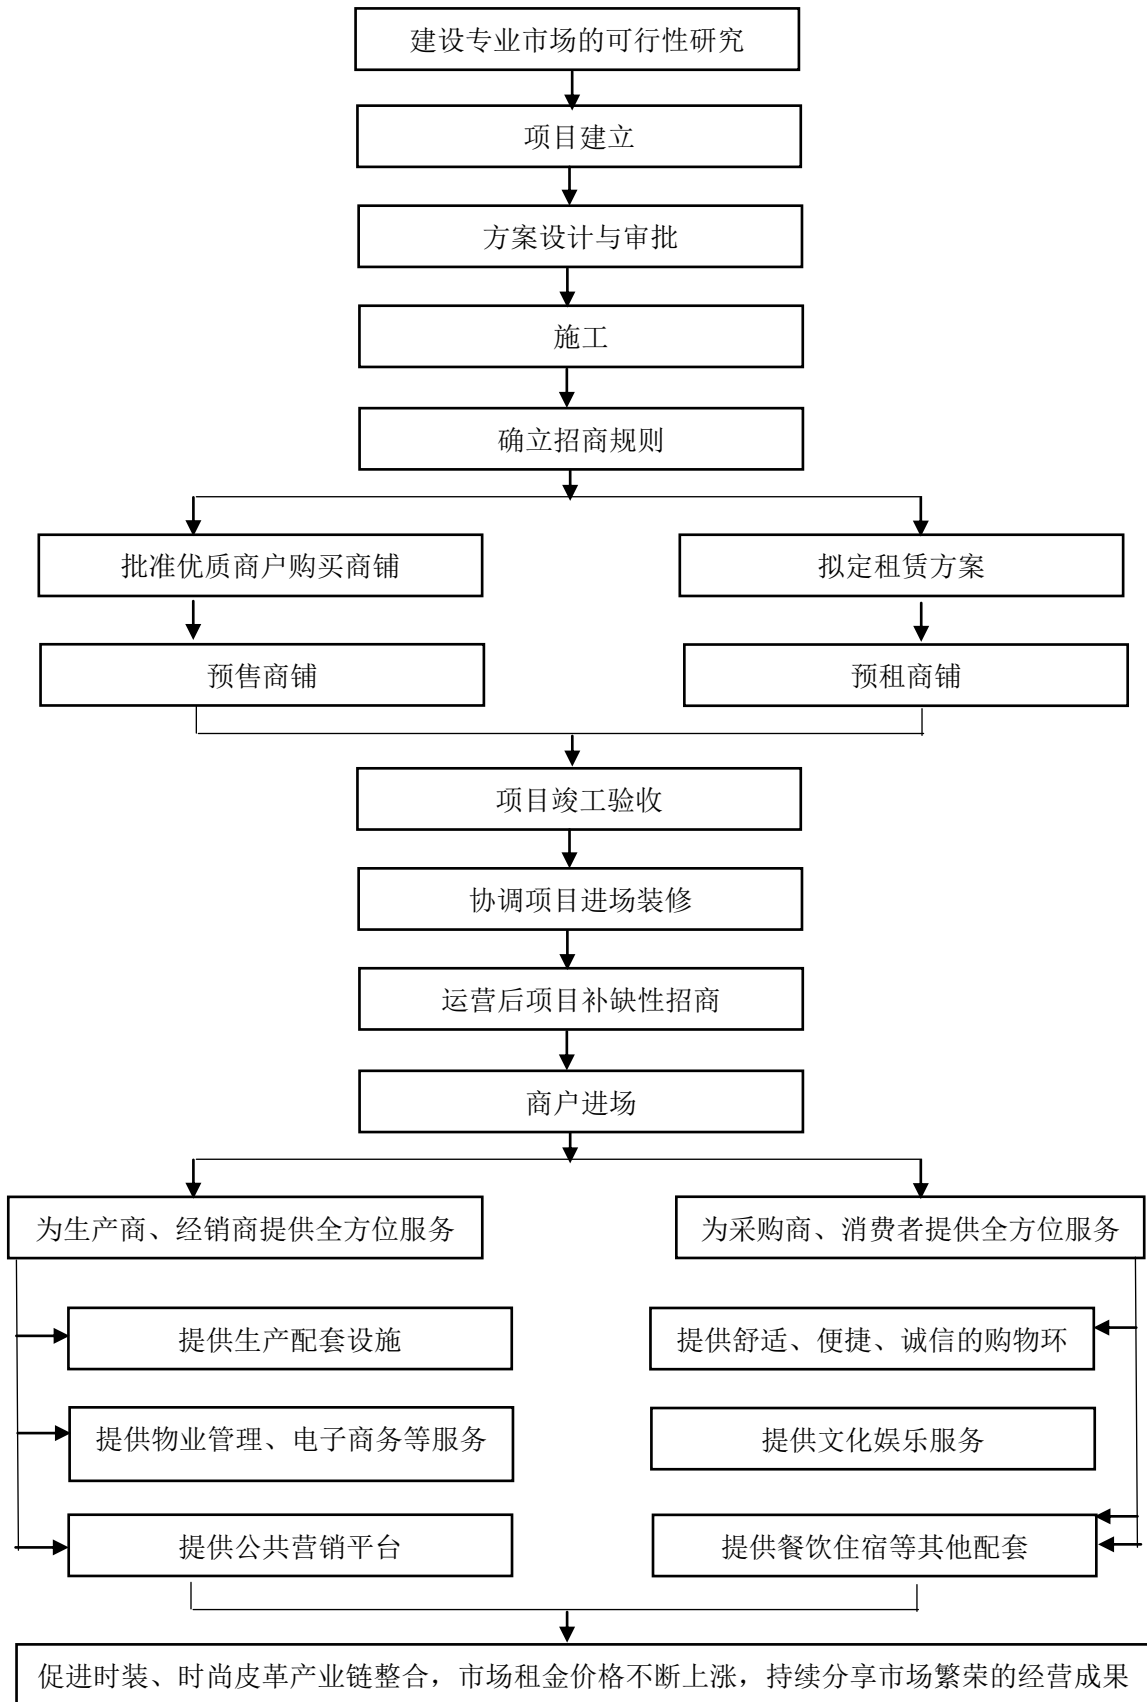 建设专业市场的可行性研究
项目建立
方案设计与审批
施工
确立招商规则
批准优质商户购买商铺
拟定租赁方案
预售商铺
预租商铺
项目竣工验收
协调项目进场装修
运营后项目补缺性招商
商户进场
为生产商、经销商提供全方位服务
为采购商、消费者提供全方位服务
提供生产配套设施
提供舒适、便捷、诚信的购物环
提供物业管理、电子商务等服务
提供文化娱乐服务
提供公共营销平台
提供餐饮住宿等其他配套
促进时装、时尚皮革产业链整合，市场租金价格不断上涨，持续分享市场繁荣的经营成果